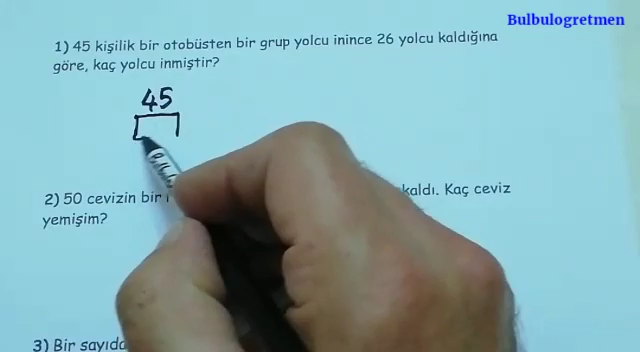 Bulbulogretmen
1) 45 kişilik bir otobüsten bir grup yolcu inince 26 yolcu kaldığına
göre, kaç yolcu inmiştir?
45
2) 50 cevizin bir kaldı. Kaç ceviz
yemişim?
3) Bir sayıda